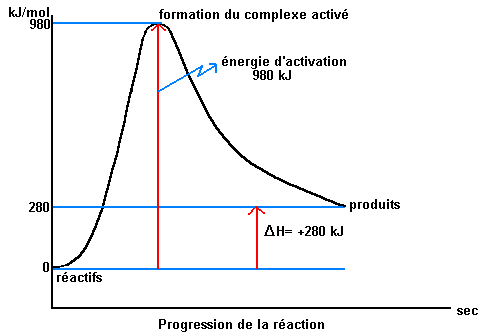 kJ/mol
980
formation du complexe activé
énergie d'activation
980 kJ
280
produits
ΔH= +280 kJ
0
réactifs
sec
Progression de la réaction